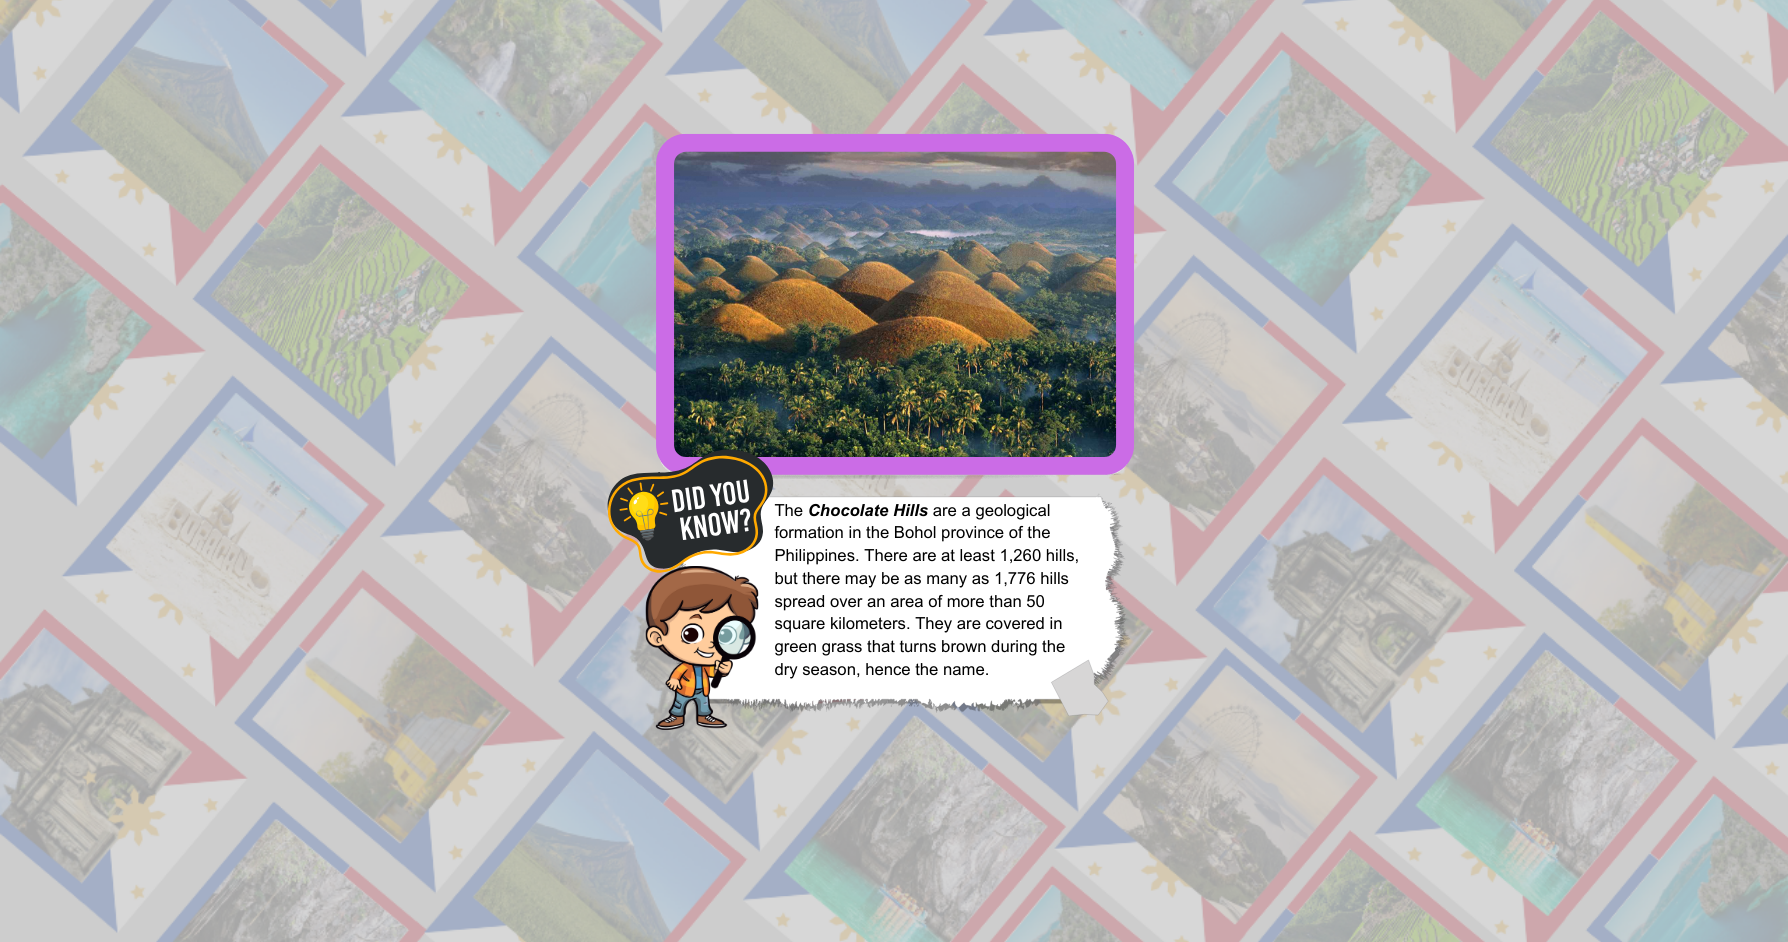 DID YOU
KNOW?
The Chocolate Hills are a geological
formation in the Bohol province of the
Philippines. There are at least 1,260 hills,
but there may be as many as 1,776 hills
spread over an area of more than 50
square kilometers. They are covered in
green grass that turns brown during the
dry season, hence the name.